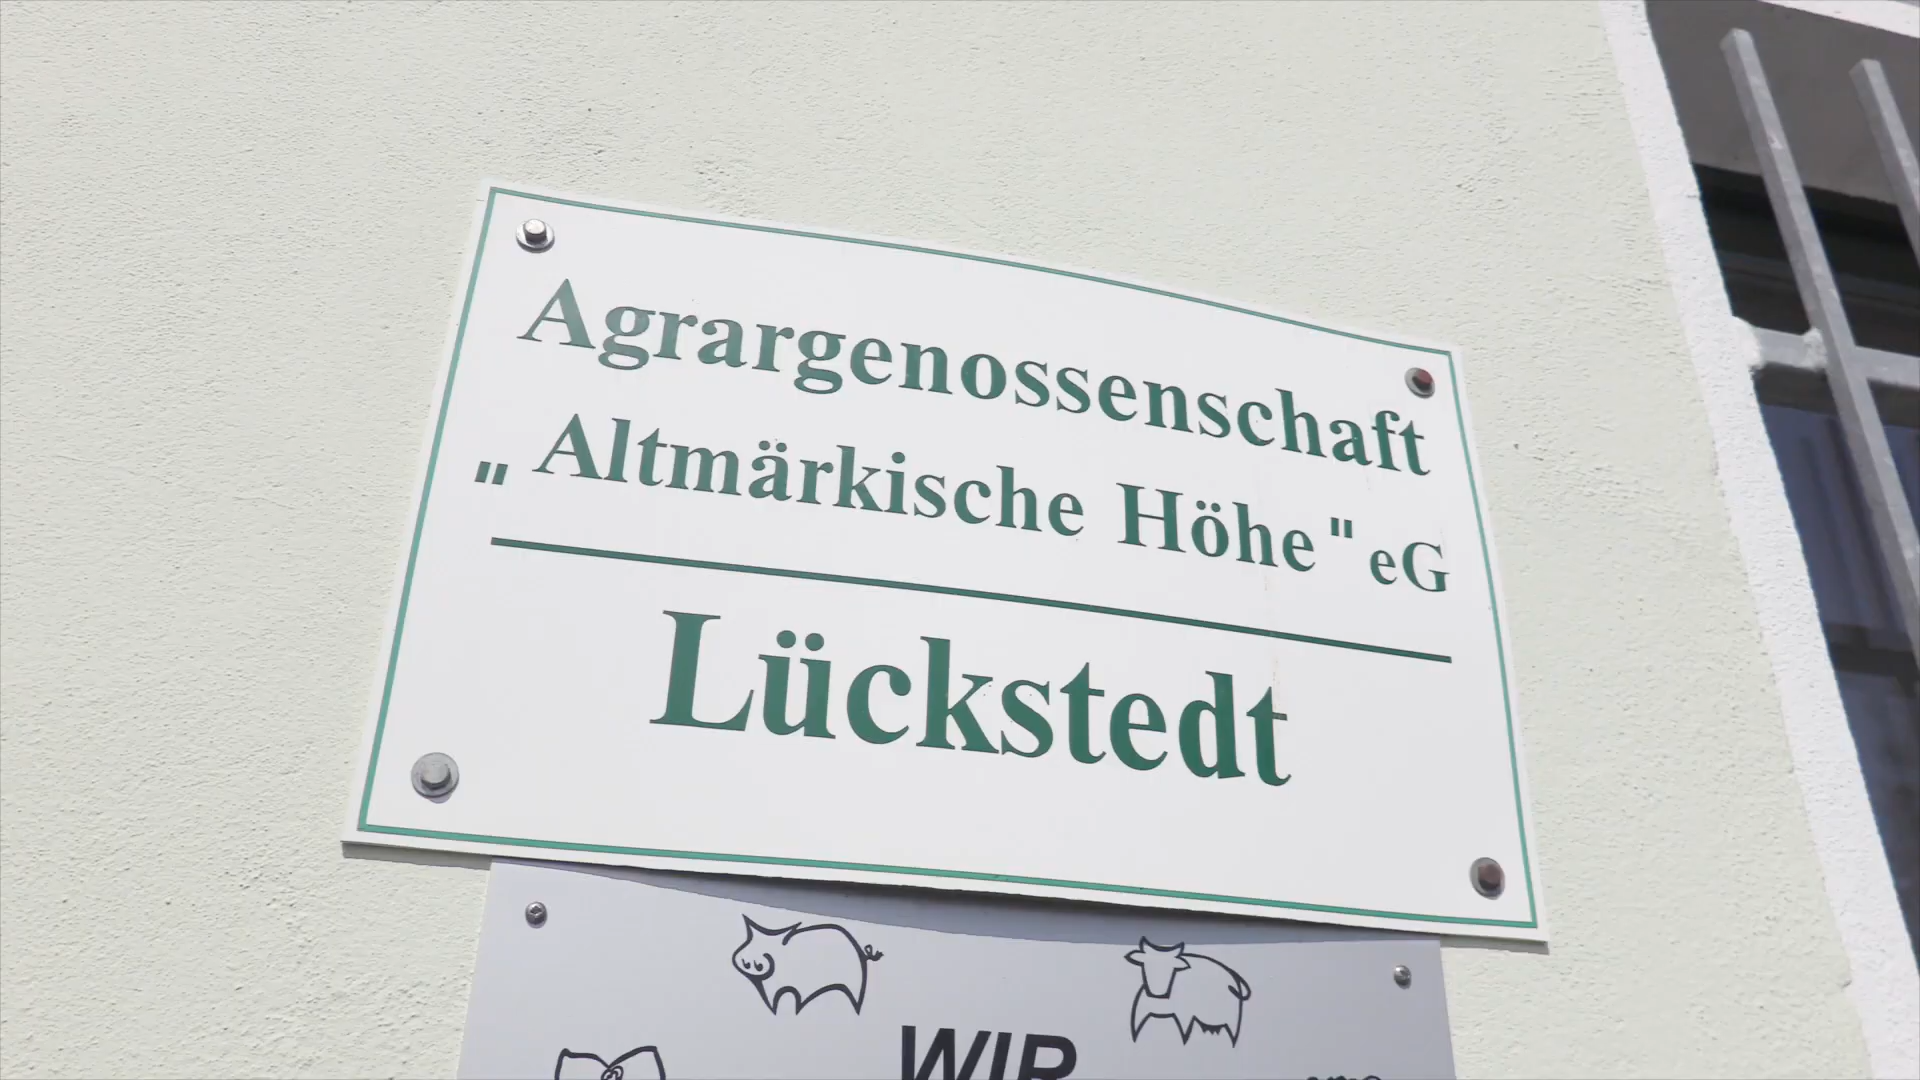 Agrargenossenschaft
" Altmärkische Höhe " eG
Lückstedt
WIR